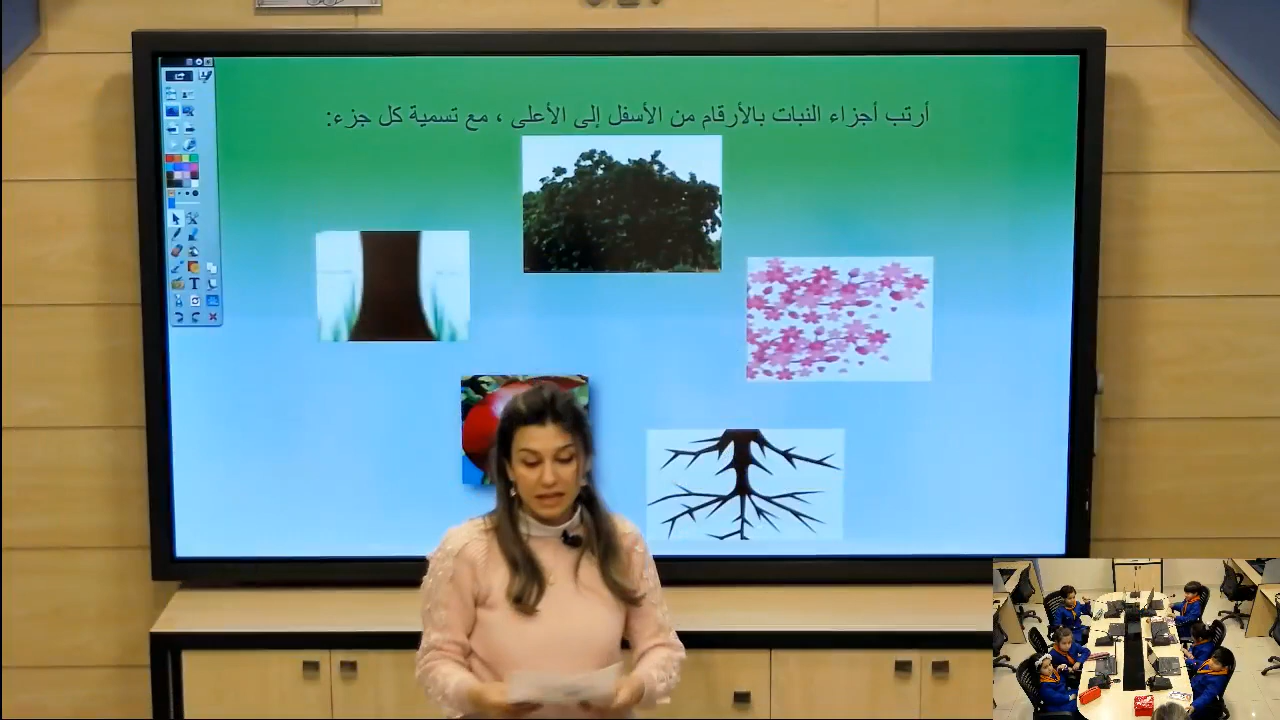 أرتب أجزاء النبات بالأرقام من الأسفل إلى الأعلى ، مع تسمية كل جزء: